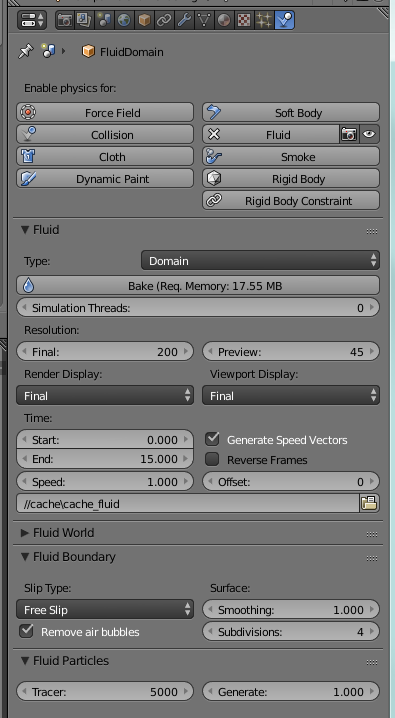 FluidDomain
Enable physics for:
Force Field
Soft Body
Collision
Fluid
Cloth
Smoke
Dynamic Paint
Rigid Body
Rigid Body Constraint
Fluid
Type: Domain
Bake (Req. Memory: 17.55 MB
Simulation Threads: 0
Resolution:
Final: 200 Preview: 45
Render Display: Viewport Display:
Final Final
Time:
Start: 0.000 Generate Speed Vectors
End: 15.000 Reverse Frames
Speed: 1.000 Offset: 0
//cache\cache_fluid
Fluid World
Fluid Boundary
Slip Type: Surface:
Free Slip Smoothing: 1.000
Remove air bubbles Subdivisions: 4
Fluid Particles
Tracer: 5000 Generate: 1.000